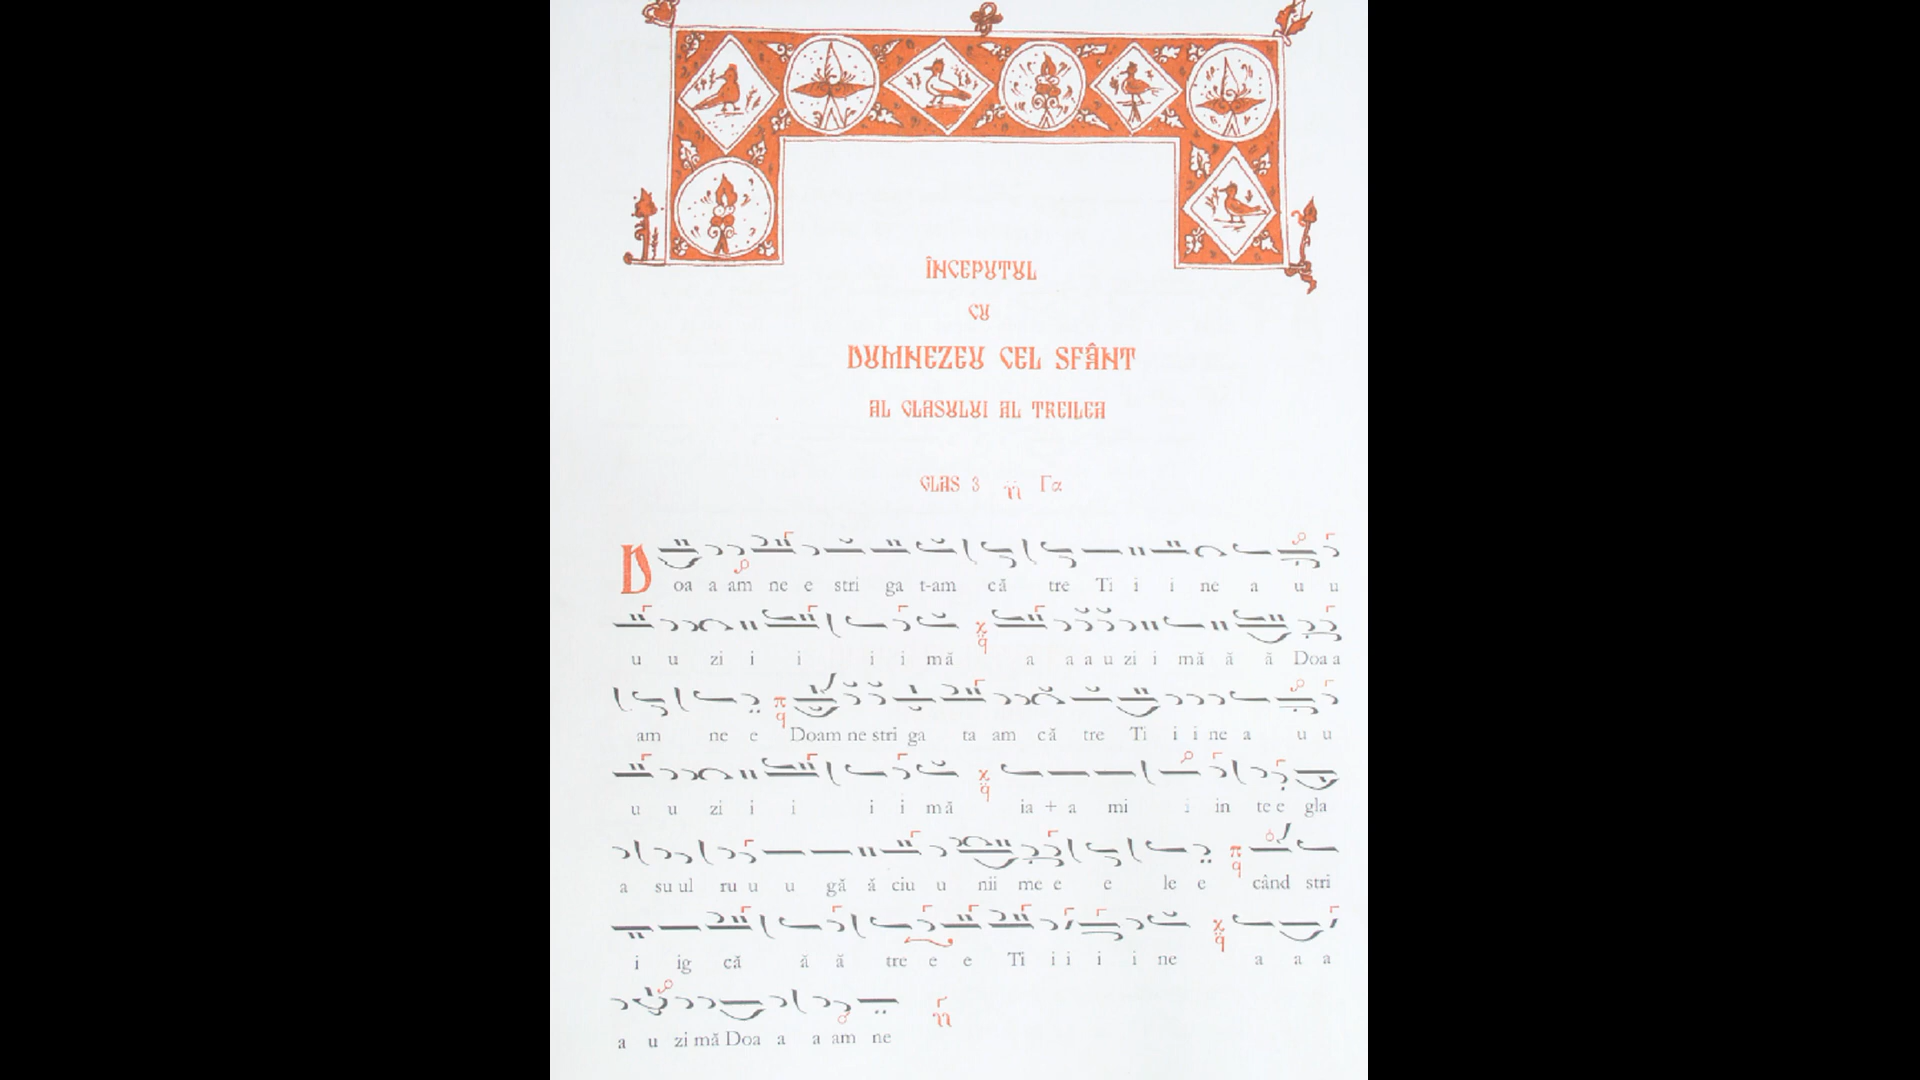 ÎNCEPUTUL
CU
DUMNEZEU CEL SFÂNT
AL GLASULUI AL TREILEA
GLAS 3 Γα
D oa a am ne e stri ga t-am că tre Ti i i ne a u u
u u zi i i i i mă a a a u zi i mă ă ă Doa a
am ne e Doam ne stri ga ta am că tre Ti i i ne a u u
u u zi i i i i mă ia + a mi i in te e gla
a su ul ru u u gă ă ciu u nii me e e le e când stri
i ig că ă ă tre e e Ti i i i i ne a a a
a u zi mă Doa a a am ne